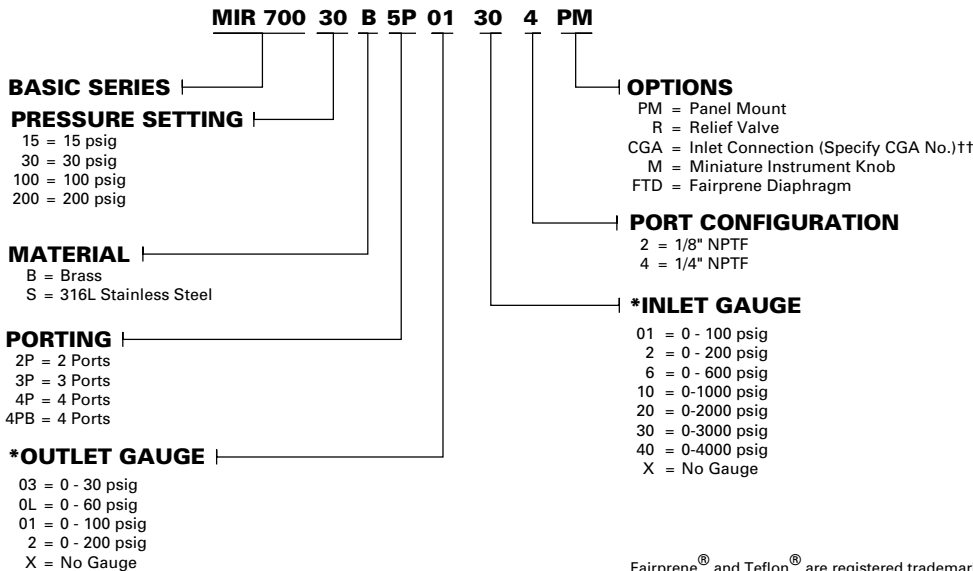 MIR 700 30 B 5P 01 30 4 PM
BASIC SERIES
PRESSURE SETTING
15 = 15 psig
30 = 30 psig
100 = 100 psig
200 = 200 psig
MATERIAL
B = Brass
S = 316L Stainless Steel
PORTING
2P = 2 Ports
3P = 3 Ports
4P = 4 Ports
4PB = 4 Ports
*OUTLET GAUGE
03 = 0 - 30 psig
0L = 0 - 60 psig
01 = 0 - 100 psig
2 = 0 - 200 psig
X = No Gauge
OPTIONS
PM = Panel Mount
R = Relief Valve
CGA = Inlet Connection (Specify CGA No.)††
M = Miniature Instrument Knob
FTD = Fairprene Diaphragm
PORT CONFIGURATION
2 = 1/8" NPTF
4 = 1/4" NPTF
*INLET GAUGE
01 = 0 - 100 psig
2 = 0 - 200 psig
6 = 0 - 600 psig
10 = 0-1000 psig
20 = 0-2000 psig
30 = 0-3000 psig
40 = 0-4000 psig
X = No Gauge
Fairprene® and Teflon® are registered trademar